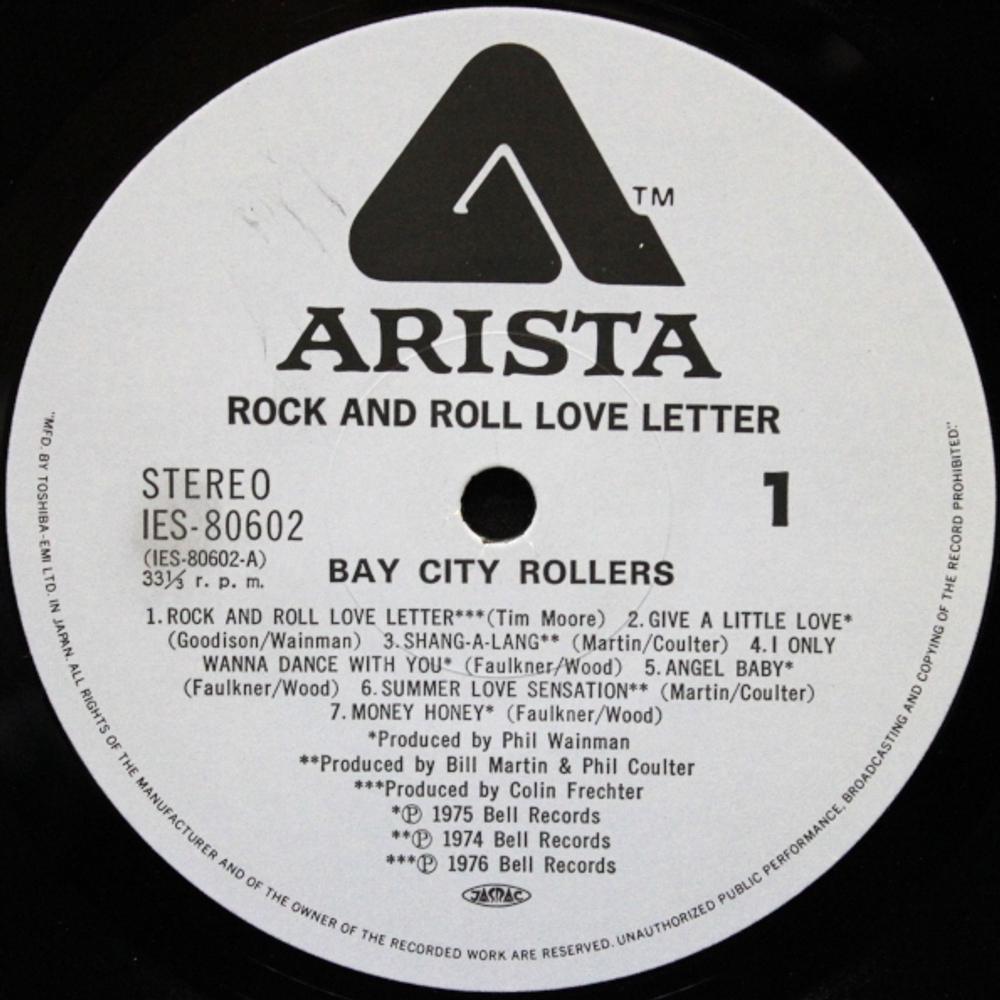 TM
ARISTA
ROCK AND ROLL LOVE LETTER
STEREO
IES-80602
(IES-80602-A)
33⅓ r. p. m.
1
BAY CITY ROLLERS
1. ROCK AND ROLL LOVE LETTER***(Tim Moore) 2. GIVE A LITTLE LOVE*
(Goodison/Wainman) 3. SHANG-A-LANG** (Martin/Coulter) 4. I ONLY
WANNA DANCE WITH YOU* (Faulkner/Wood) 5. ANGEL BABY*
(Faulkner/Wood) 6. SUMMER LOVE SENSATION** (Martin/Coulter)
7. MONEY HONEY* (Faulkner/Wood)
*Produced by Phil Wainman
**Produced by Bill Martin & Phil Coulter
***Produced by Colin Frechter
*Ⓟ 1975 Bell Records
**Ⓟ 1974 Bell Records
***Ⓟ 1976 Bell Records
JASRAC
"MFD. BY TOSHIBA-EMI LTD. IN JAPAN. ALL RIGHTS OF THE MANUFACTURER AND OF THE OWNER OF THE RECORDED WORK ARE RESERVED. UNAUTHORIZED PUBLIC PERFORMANCE, BROADCASTING AND COPYING OF THE RECORD PROHIBITED."